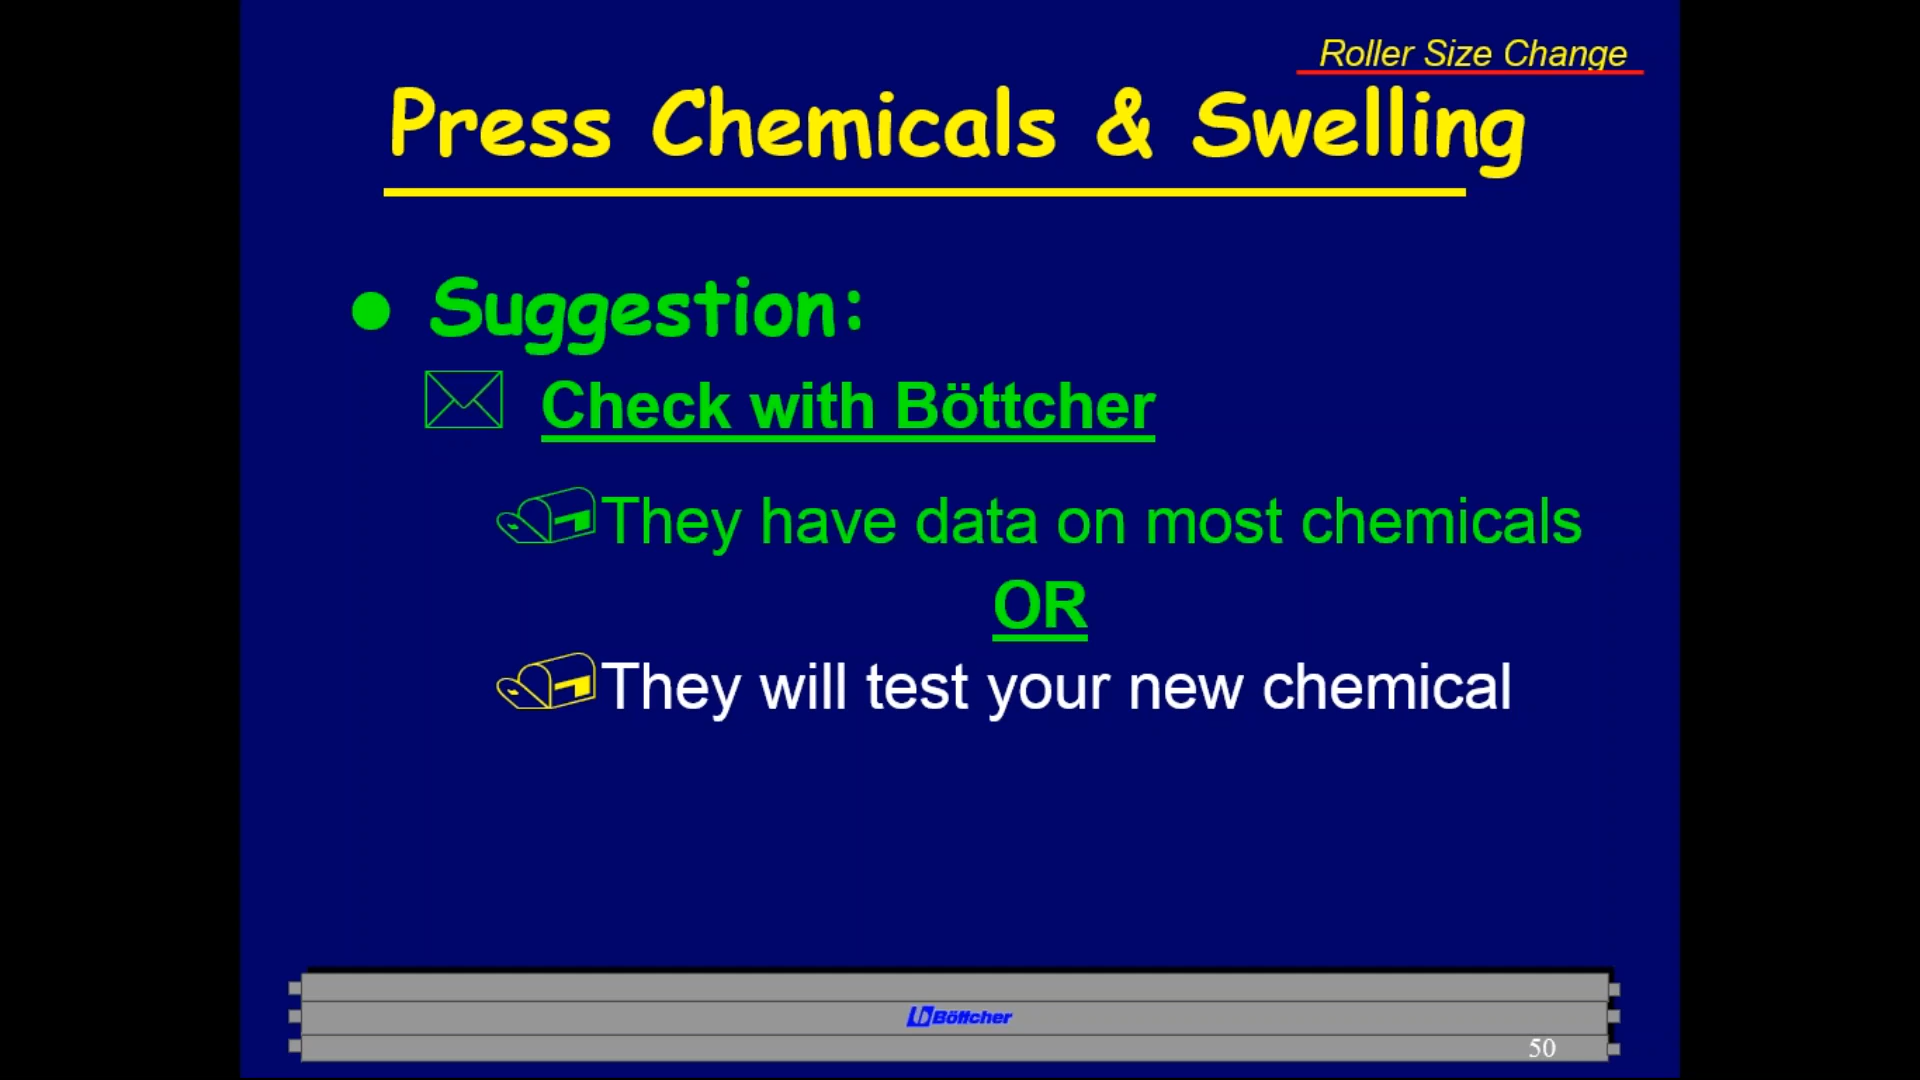 Roller Size Change
Press Chemicals & Swelling
Suggestion:
Check with Böttcher
They have data on most chemicals
OR
They will test your new chemical
Böttcher
50